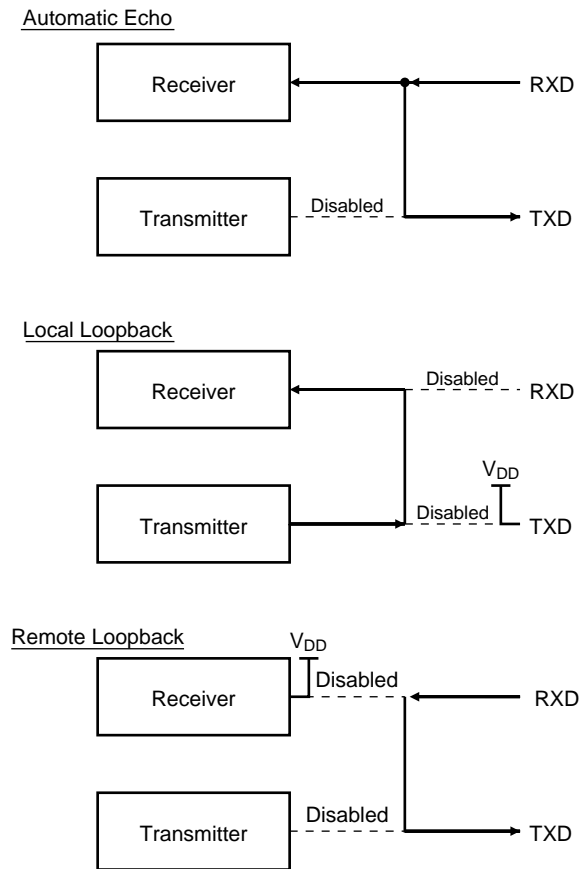 Automatic Echo
Receiver
RXD
Transmitter
Disabled
TXD
Local Loopback
Receiver
Disabled
RXD
VDD
Transmitter
Disabled
TXD
Remote Loopback
VDD
Receiver
Disabled
RXD
Transmitter
Disabled
TXD